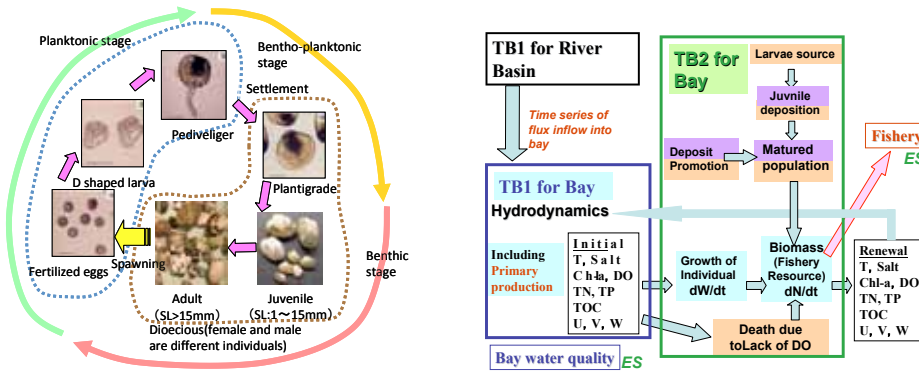 Planktonic stage
Bentho-planktonic
stage
Settlement
Pediveliger
D shaped larva
Plantigrade
Fertilized eggs
Spawning
Benthic
stage
Adult
(SL>15mm)
Juvenile
(SL:1～15mm)
Dioecious(female and male
are different individuals)
TB1 for River
Basin
Time series of
flux inflow into
bay
TB1 for Bay
Hydrodynamics
Including
Primary
production
Initial
T, Salt
Ch-la, DO
TN, TP
TOC
U, V, W
Bay water quality
ES
TB2 for
Bay
Larvae source
Juvenile
deposition
Deposit
Promotion
Matured
population
Growth of
Individual
dW/dt
Biomass
(Fishery
Resource)
dN/dt
Death due
toLack of DO
Fishery
ES
Renewal
T, Salt
Chl-a, DO
TN, TP
TOC
U, V, W